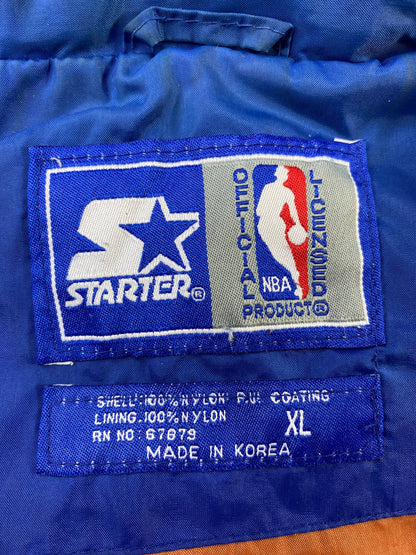 STARTER®
OFFICIAL LICENSED
NBA
PRODUCT®
SHELL: 100% NYLON P.U. COATING
LINING: 100% NYLON
XL
RN NO: 67879
MADE IN KOREA